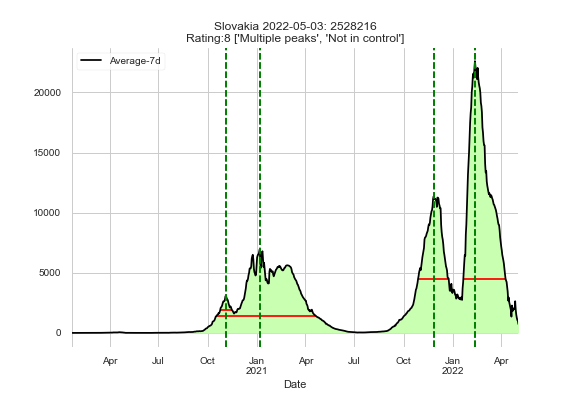 Slovakia 2022-05-03: 2528216
Rating:8 ['Multiple peaks', 'Not in control']
Average-7d
20000
15000
10000
5000
0
Apr Jul Oct Jan Apr Jul Oct Jan Apr
2021 2022
Date